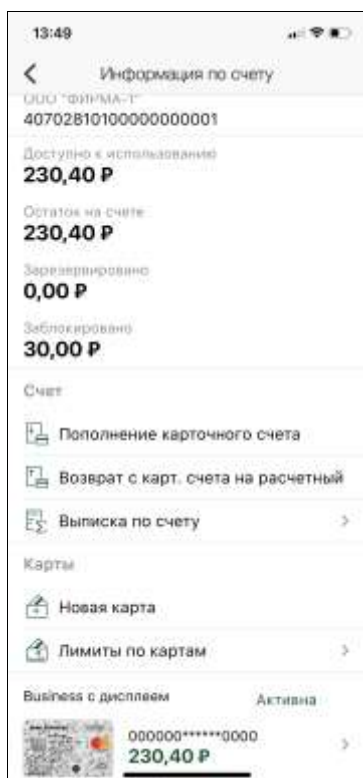 13:49
Информация по счету
ООО "ФИРМА-1"
40702810100000000001
Доступно к использованию
230,40 ₽
Остаток на счете
230,40 ₽
Зарезервировано
0,00 ₽
Заблокировано
30,00 ₽
Счет
Пополнение карточного счета
Возврат с карт. счета на расчетный
Выписка по счету
Карты
Новая карта
Лимиты по картам
Business с дисплеем
Активна
000000******0000
230,40 ₽